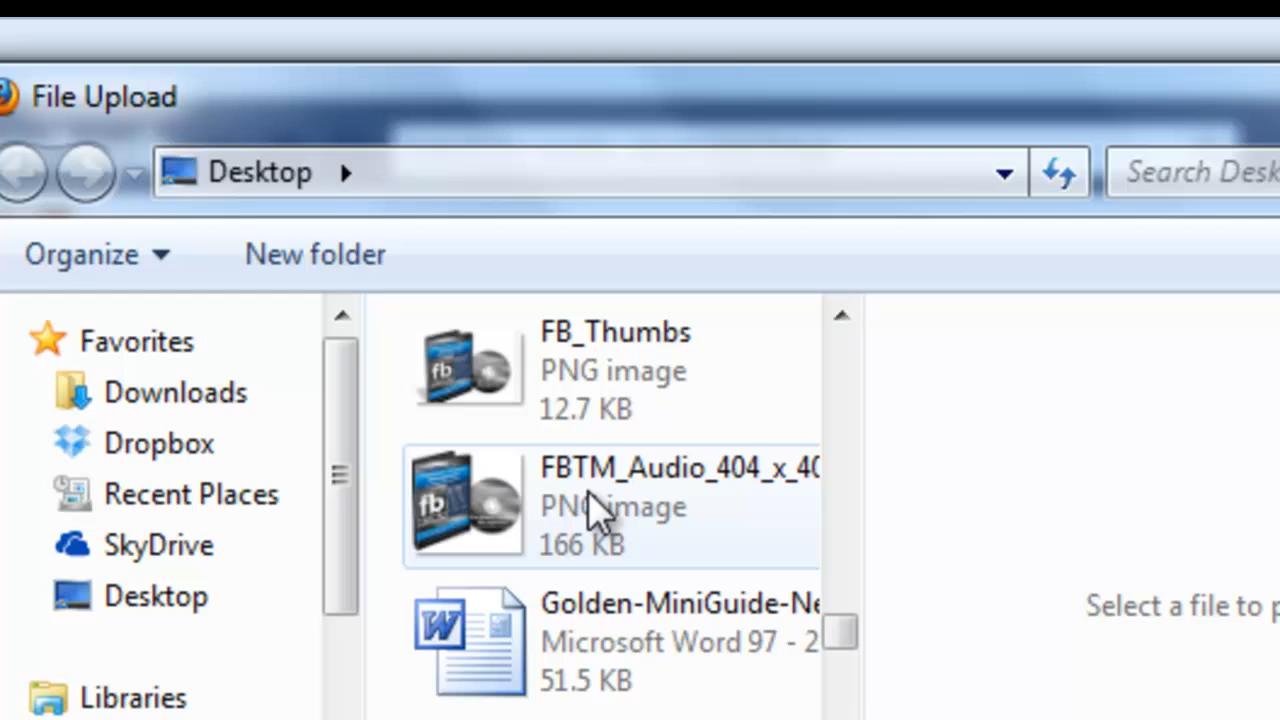 File Upload
Desktop
Search Desk
Organize
New folder
Favorites
Downloads
Dropbox
Recent Places
SkyDrive
Desktop
Libraries
FB_Thumbs
PNG image
12.7 KB
FBTM_Audio_404_x_40
PNG image
166 KB
Golden-MiniGuide-Ne
Microsoft Word 97 - 2
51.5 KB
Select a file to p
fb
fb
W